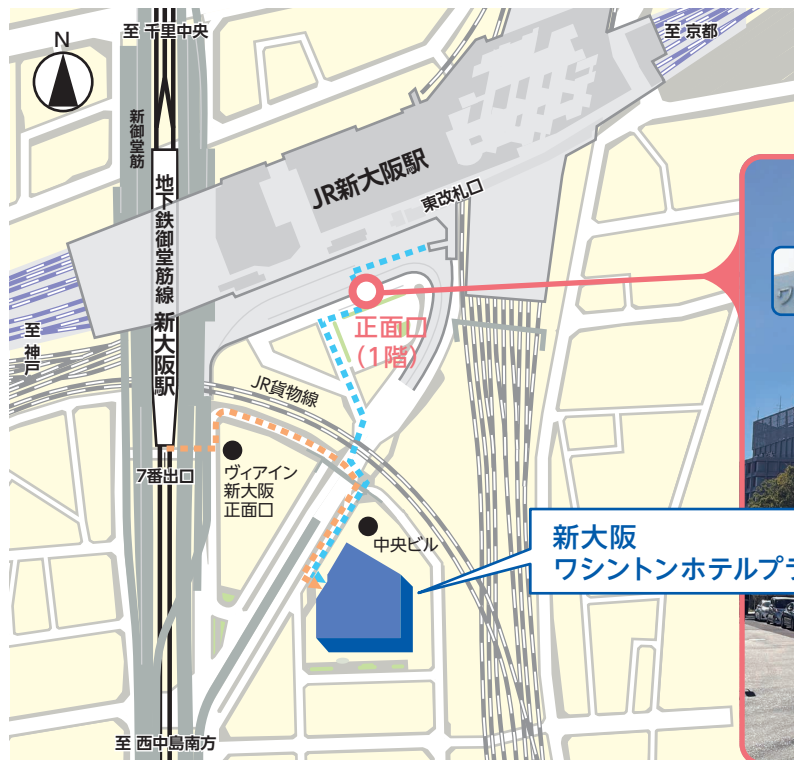 至 千里中央
至 京都
N
新御堂筋
JR新大阪駅
東改札口
地下鉄御堂筋線 新大阪駅
正面口
(1階)
至 神戸
JR貨物線
7番出口
ヴィアイン
新大阪
正面口
中央ビル
新大阪
ワシントンホテルプラ
至 西中島南方
ワ